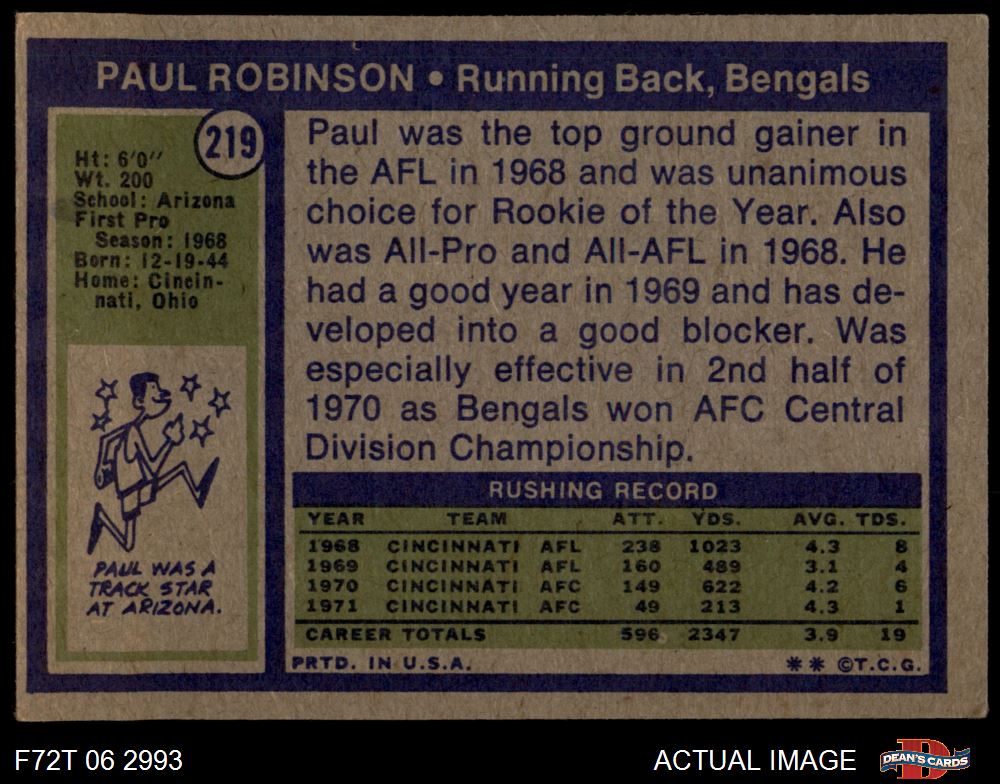 PAUL ROBINSON • Running Back, Bengals
219
Ht: 6'0''
Wt. 200
School: Arizona
First Pro
Season: 1968
Born: 12-19-44
Home: Cincin-
nati, Ohio
PAUL WAS A
TRACK STAR
AT ARIZONA.
Paul was the top ground gainer in
the AFL in 1968 and was unanimous
choice for Rookie of the Year. Also
was All-Pro and All-AFL in 1968. He
had a good year in 1969 and has de-
veloped into a good blocker. Was
especially effective in 2nd half of
1970 as Bengals won AFC Central
Division Championship.
RUSHING RECORD
YEAR TEAM ATT. YDS. AVG. TDS.
1968 CINCINNATI AFL 238 1023 4.3 8
1969 CINCINNATI AFL 160 489 3.1 4
1970 CINCINNATI AFC 149 622 4.2 6
1971 CINCINNATI AFC 49 213 4.3 1
CAREER TOTALS 596 2347 3.9 19
PRTD. IN U.S.A. ** ©T.C.G.
F72T 06 2993 ACTUAL IMAGE DEAN'S CARDS